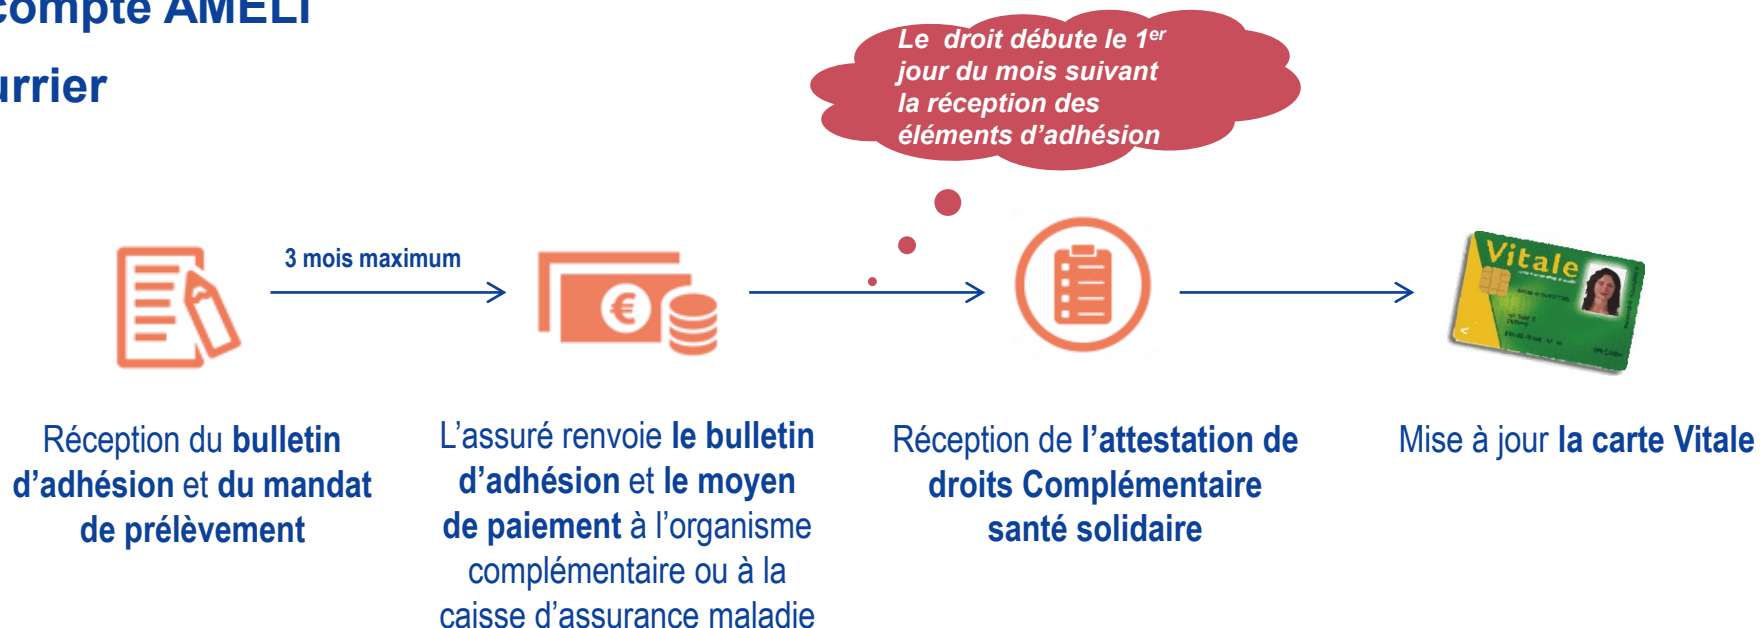 compte AMELI
urrier
Le droit débute le 1er
jour du mois suivant
la réception des
éléments d’adhésion
3 mois maximum
€
Vitale
Réception du bulletin
d’adhésion et du mandat
de prélèvement
L’assuré renvoie le bulletin
d’adhésion et le moyen
de paiement à l’organisme
complémentaire ou à la
caisse d’assurance maladie
Réception de l’attestation de
droits Complémentaire
santé solidaire
Mise à jour la carte Vitale